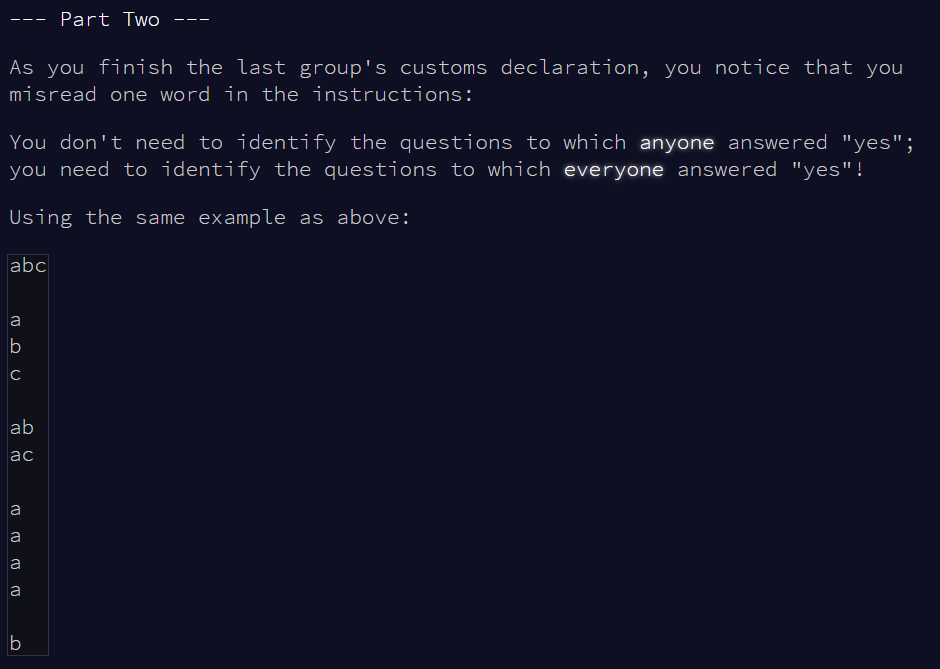 --- Part Two ---
As you finish the last group's customs declaration, you notice that you
misread one word in the instructions:
You don't need to identify the questions to which anyone answered "yes";
you need to identify the questions to which everyone answered "yes"!
Using the same example as above:
abc
a
b
c
ab
ac
a
a
a
a
b